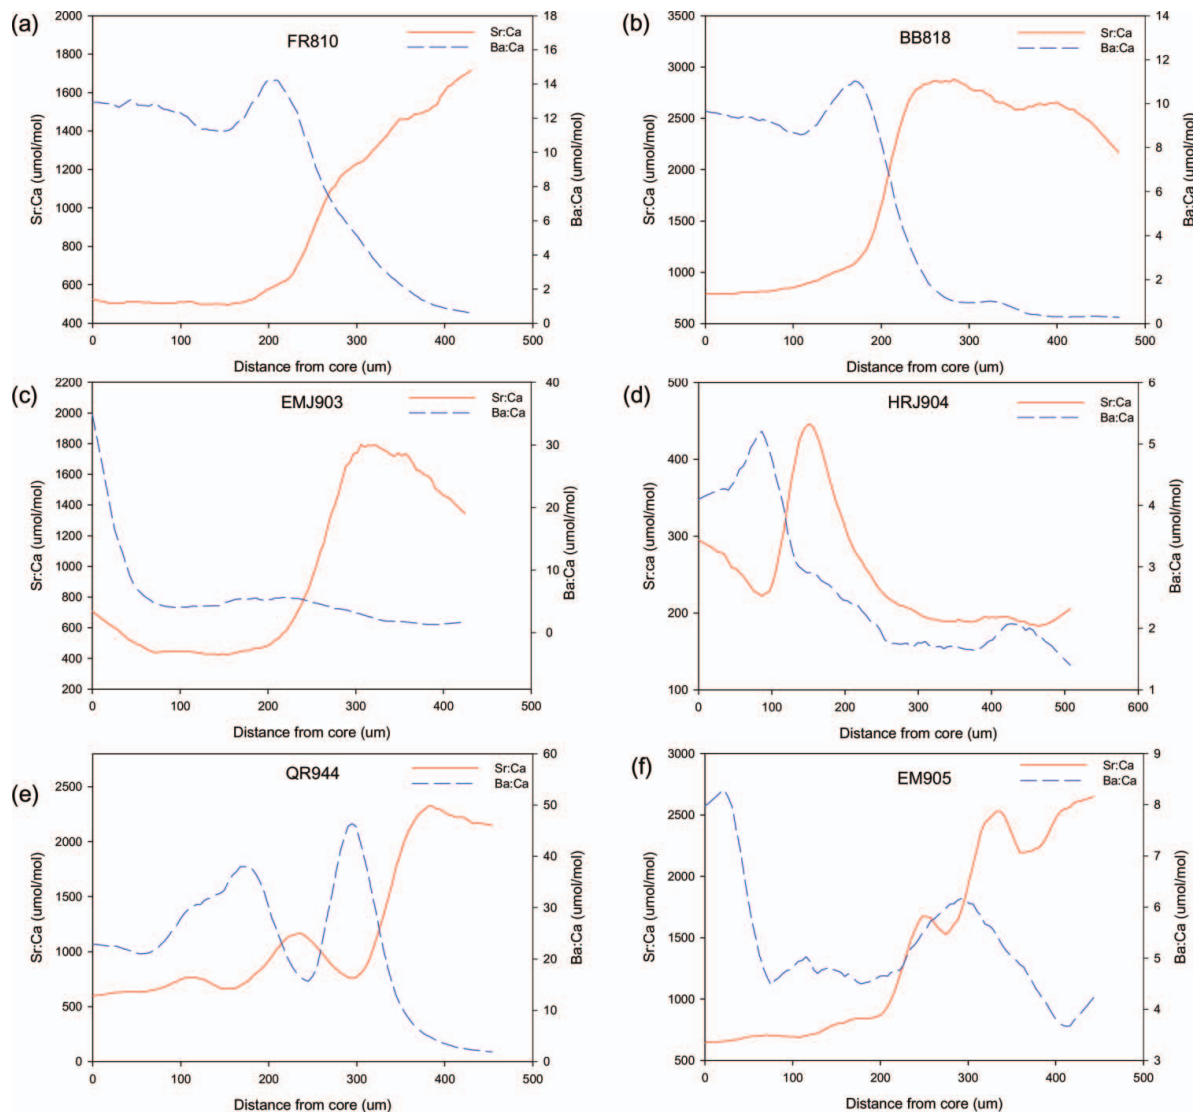 (a)
FR810
Sr:Ca
Ba:Ca
Sr:Ca (umol/mol)
2000
1800
1600
1400
1200
1000
800
600
400
Ba:Ca (umol/mol)
18
16
14
12
10
8
6
4
2
0
0 100 200 300 400 500
Distance from core (um)
(b)
BB818
Sr:Ca
Ba:Ca
Sr:Ca (umol/mol)
3500
3000
2500
2000
1500
1000
500
Ba:Ca (umol/mol)
14
12
10
8
6
4
2
0
0 100 200 300 400 500
Distance from core (um)
(c)
EMJ903
Sr:Ca
Ba:Ca
Sr:Ca (umol/mol)
2200
2000
1800
1600
1400
1200
1000
800
600
400
200
Ba:Ca (umol/mol)
40
30
20
10
0
0 100 200 300 400 500
Distance from core (um)
(d)
HRJ904
Sr:Ca
Ba:Ca
Sr:ca (umol/mol)
500
400
300
200
100
Ba:Ca (umol/mol)
6
5
4
3
2
1
0 100 200 300 400 500 600
Distance from core (um)
(e)
QR944
Sr:Ca
Ba:Ca
Sr:Ca (umol/mol)
2500
2000
1500
1000
500
0
Ba:Ca (umol/mol)
60
50
40
30
20
10
0
0 100 200 300 400 500
Distance from core (um)
(f)
EM905
Sr:Ca
Ba:Ca
Sr:Ca (umol/mol)
3000
2500
2000
1500
1000
500
Ba:Ca (umol/mol)
9
8
7
6
5
4
3
0 100 200 300 400 500
Distance from core (um)